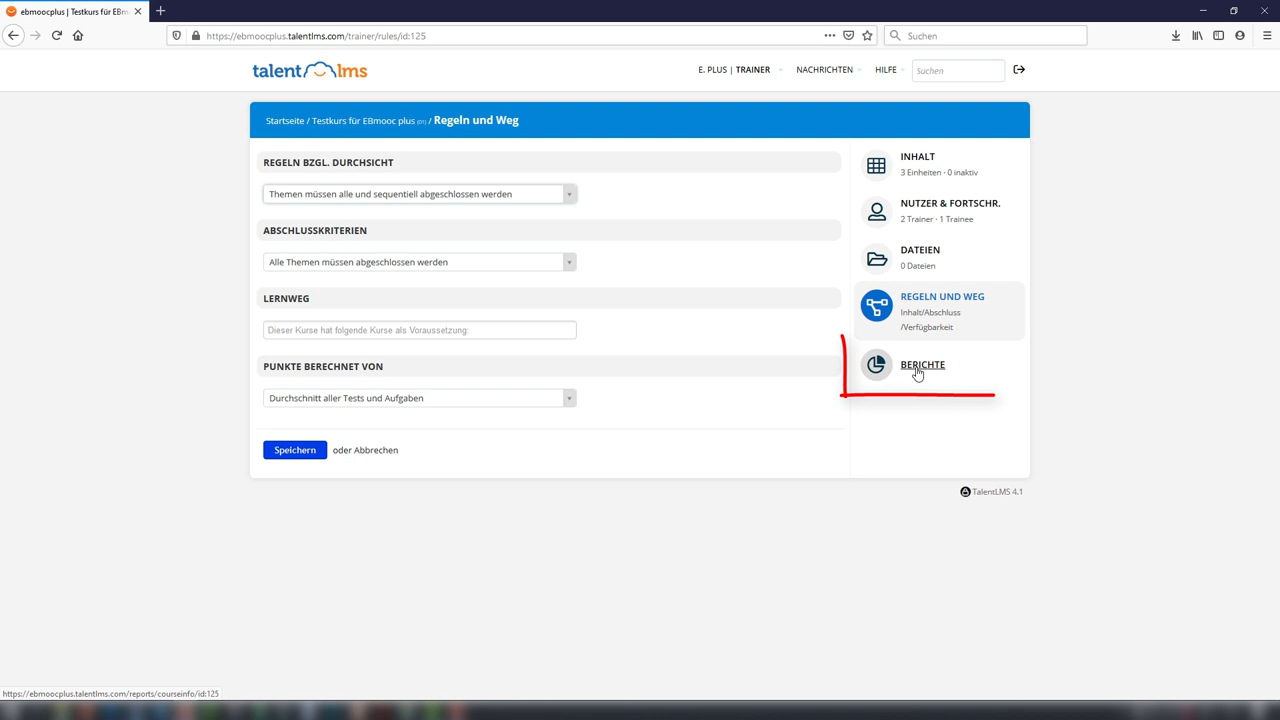 ebmoocplus | Testkurs für EBm
https://ebmoocplus.talentlms.com/trainer/rules/id:125
Suchen
talentlms
E. PLUS | TRAINER
NACHRICHTEN
HILFE
Suchen
Startseite / Testkurs für EBmooc plus (01) / Regeln und Weg
REGELN BZGL. DURCHSICHT
Themen müssen alle und sequentiell abgeschlossen werden
ABSCHLUSSKRITERIEN
Alle Themen müssen abgeschlossen werden
LERNWEG
Dieser Kurse hat folgende Kurse als Voraussetzung:
PUNKTE BERECHNET VON
Durchschnitt aller Tests und Aufgaben
Speichern oder Abbrechen
INHALT
3 Einheiten · 0 inaktiv
NUTZER & FORTSCHR.
2 Trainer · 1 Trainee
DATEIEN
0 Dateien
REGELN UND WEG
Inhalt/Abschluss
/Verfügbarkeit
BERICHTE
TalentLMS 4.1
https://ebmoocplus.talentlms.com/reports/courseinfo/id:125